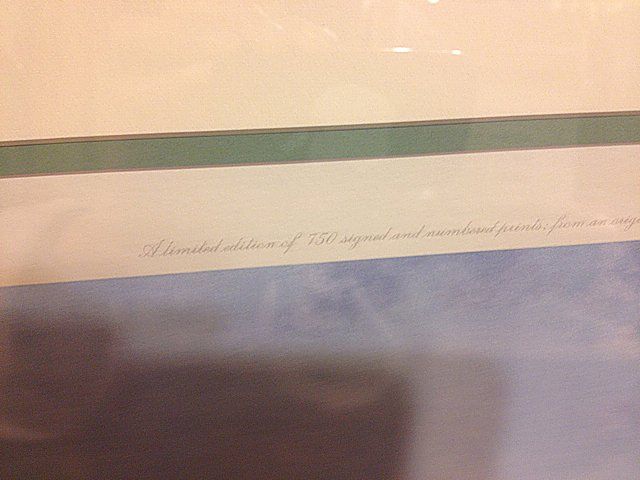 A limited edition of 750 signed and numbered prints; from an